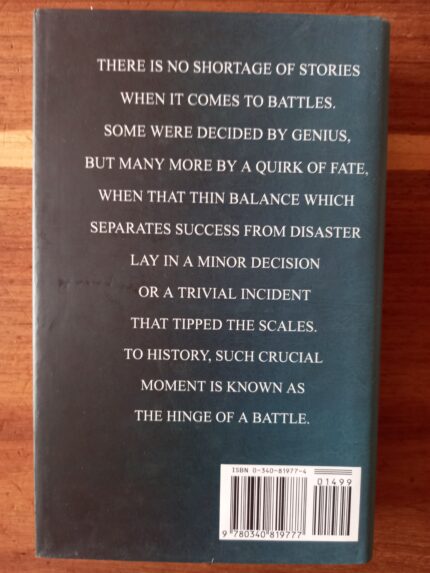 THERE IS NO SHORTAGE OF STORIES
WHEN IT COMES TO BATTLES.
SOME WERE DECIDED BY GENIUS,
BUT MANY MORE BY A QUIRK OF FATE,
WHEN THAT THIN BALANCE WHICH
SEPARATES SUCCESS FROM DISASTER
LAY IN A MINOR DECISION
OR A TRIVIAL INCIDENT
THAT TIPPED THE SCALES.
TO HISTORY, SUCH CRUCIAL
MOMENT IS KNOWN AS
THE HINGE OF A BATTLE.
ISBN 0-340-81977-4
01499
9 780340 819777